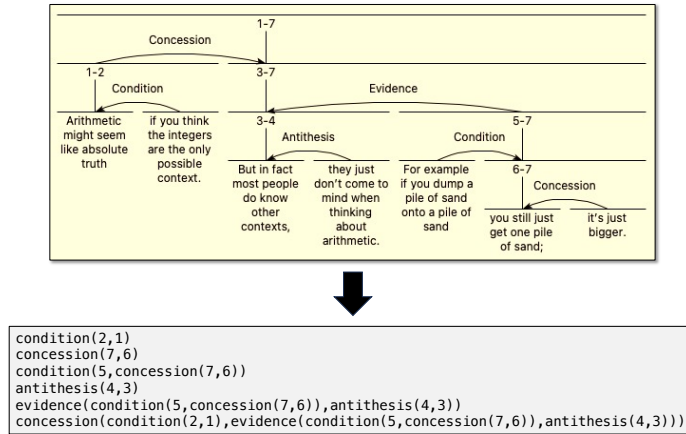 1-7
Concession
1-2
3-7
Condition
Evidence
Arithmetic
might seem
like absolute
truth
if you think
the integers
are the only
possible
context.
3-4
5-7
Antithesis
Condition
But in fact
most people
do know
other
contexts,
they just
don't come to
mind when
thinking
about
arithmetic.
For example
if you dump a
pile of sand
onto a pile of
sand
6-7
Concession
you still just
get one pile
of sand;
it's just
bigger.
condition(2,1)
concession(7,6)
condition(5,concession(7,6))
antithesis(4,3)
evidence(condition(5,concession(7,6)),antithesis(4,3))
concession(condition(2,1),evidence(condition(5,concession(7,6)),antithesis(4,3)))